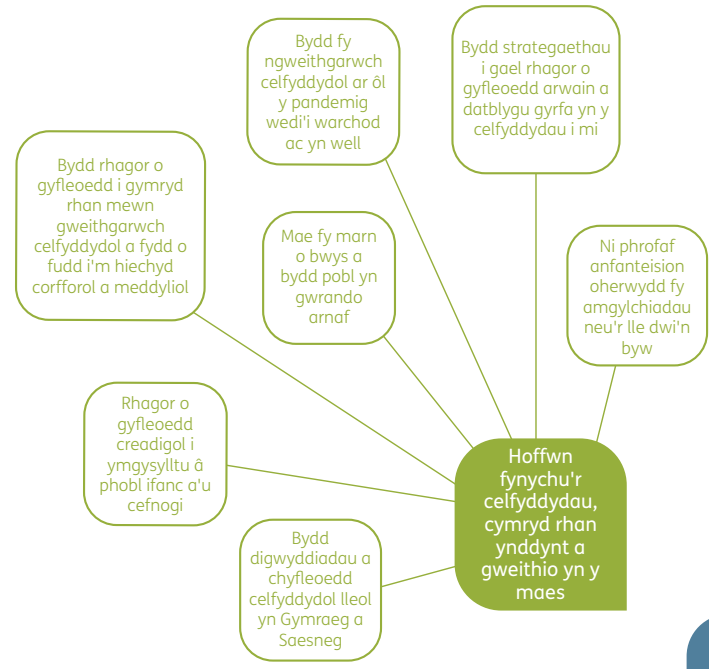 Bydd fy
ngweithgarwch
celfyddydol ar ôl
y pandemig
wedi'i warchod
ac yn well
Bydd strategaethau
i gael rhagor o
gyfleoedd arwain a
datblygu gyrfa yn y
celfyddydau i mi
Bydd rhagor o
gyfleoedd i gymryd
rhan mewn
gweithgarwch
celfyddydol a fydd o
fudd i'm hiechyd
corfforol a meddyliol
Mae fy marn
o bwys a
bydd pobl yn
gwrando
arnaf
Ni phrofaf
anfanteision
oherwydd fy
amgylchiadau
neu'r lle dwi'n
byw
Rhagor o
gyfleoedd
creadigol i
ymgysylltu â
phobl ifanc a'u
cefnogi
Bydd
digwyddiadau a
chyfleoedd
celfyddydol lleol
yn Gymraeg a
Saesneg
Hoffwn
fynychu'r
celfyddydau,
cymryd rhan
ynddynt a
gweithio yn y
maes